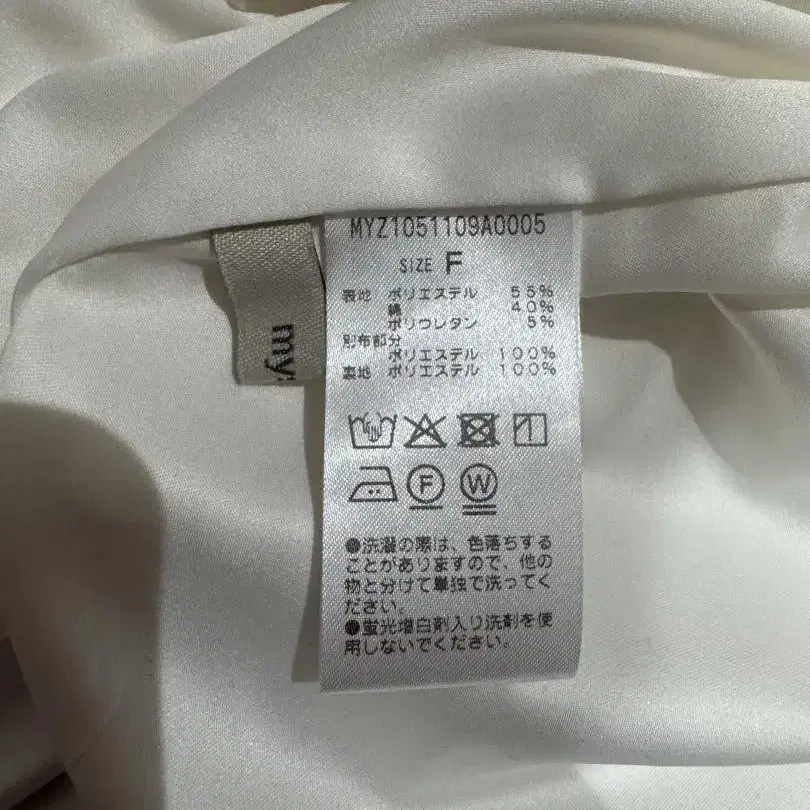 MYZ1051109A0005
SIZE F
表地 ポリエステル 55%
綿 40%
ポリウレタン 5%
別布部分
ポリエステル 100%
裏地 ポリエステル 100%
F W
●洗濯の際は、色落ちする
ことがありますので、他の
物と分けて単独で洗ってく
ださい。
●蛍光増白剤入り洗剤を使
用しないでください。
my